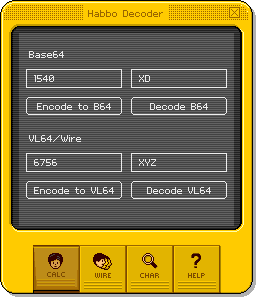 Habbo Decoder
Base64
1540 XD
Encode to B64 Decode B64
VL64/Wire
6756 XYZ
Encode to VL64 Decode VL64
CALC WIRE CHAR HELP